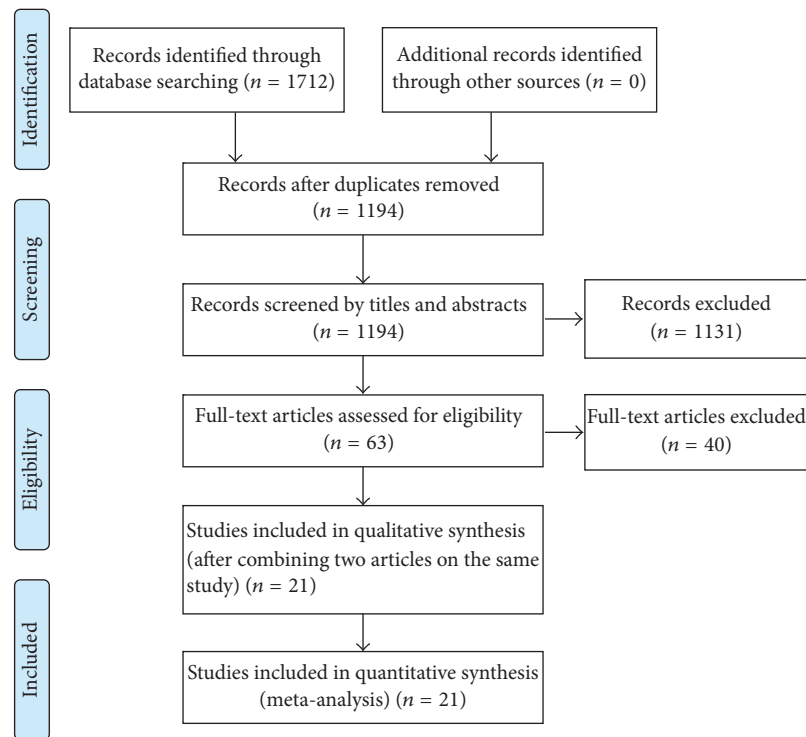 Identification
Records identified through
database searching (n = 1712)
Additional records identified
through other sources (n = 0)
Records after duplicates removed
(n = 1194)
Screening
Records screened by titles and abstracts
(n = 1194)
Records excluded
(n = 1131)
Eligibility
Full-text articles assessed for eligibility
(n = 63)
Full-text articles excluded
(n = 40)
Studies included in qualitative synthesis
(after combining two articles on the same
study) (n = 21)
Included
Studies included in quantitative synthesis
(meta-analysis) (n = 21)